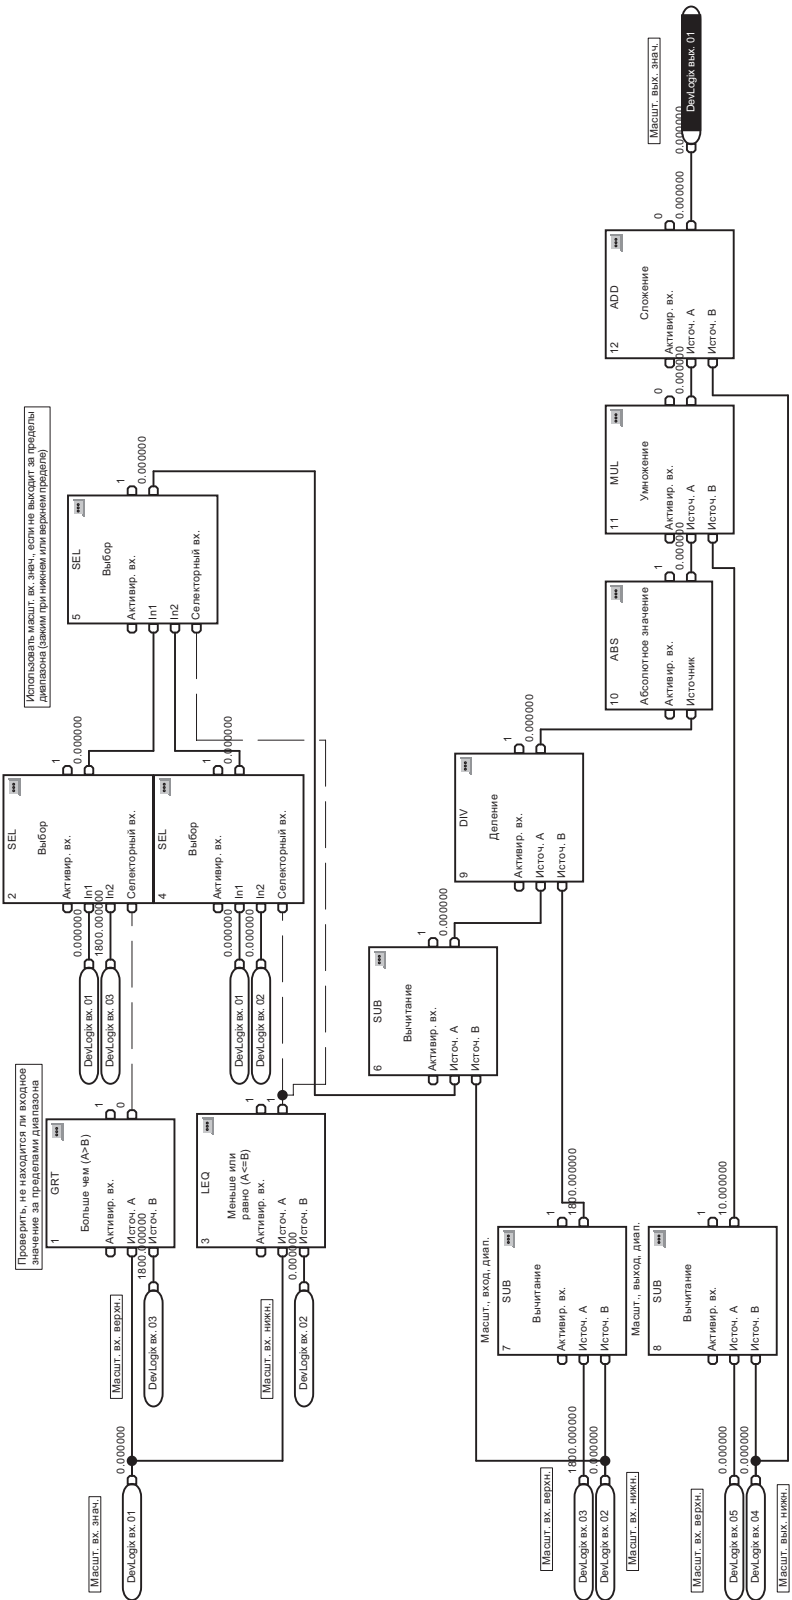 Масшт. вх. знач.
DevLogix вх. 01
0.000000
Масшт. вх. верхн.
DevLogix вх. 03
1800.000000
Проверить, не находится ли входное
значение за пределами диапазона
1
GRT
Больше чем (A>B)
Активир. вх.
Источ. A
Источ. B
1
0
Масшт. вх. нижн.
DevLogix вх. 02
0.000000
3
LEQ
Меньше или
равно (A<=B)
Активир. вх.
Источ. A
Источ. B
1
1
DevLogix вх. 01
0.000000
DevLogix вх. 03
1800.000000
2
SEL
Выбор
Активир. вх.
In1
In2
Селекторный вх.
1
0.000000
DevLogix вх. 01
0.000000
DevLogix вх. 02
0.000000
4
SEL
Выбор
Активир. вх.
In1
In2
Селекторный вх.
1
0.000000
Использовать масшт. вх. знач., если не выходит за пределы
диапазона (зажим при нижнем или верхнем пределе)
5
SEL
Выбор
Активир. вх.
In1
In2
Селекторный вх.
1
0.000000
6
SUB
Вычитание
Активир. вх.
Источ. A
Источ. B
1
0.000000
Масшт. вх. верхн.
DevLogix вх. 03
1800.000000
DevLogix вх. 02
0.000000
Масшт. вх. нижн.
Масшт., вход, диап.
7
SUB
Вычитание
Активир. вх.
Источ. A
Источ. B
1
1800.000000
Масшт. вх. верхн.
DevLogix вх. 05
0.000000
DevLogix вх. 04
0.000000
Масшт. вых. нижн.
Масшт., выход, диап.
8
SUB
Вычитание
Активир. вх.
Источ. A
Источ. B
1
10.000000
9
DIV
Деление
Активир. вх.
Источ. A
Источ. B
1
0.000000
10
ABS
Абсолютное значение
Активир. вх.
Источник
1
0.000000
11
MUL
Умножение
Активир. вх.
Источ. A
Источ. B
0
0.000000
12
ADD
Сложение
Активир. вх.
Источ. A
Источ. B
0
0.000000
Масшт. вых. знач.
0.000000
DevLogix вых. 01